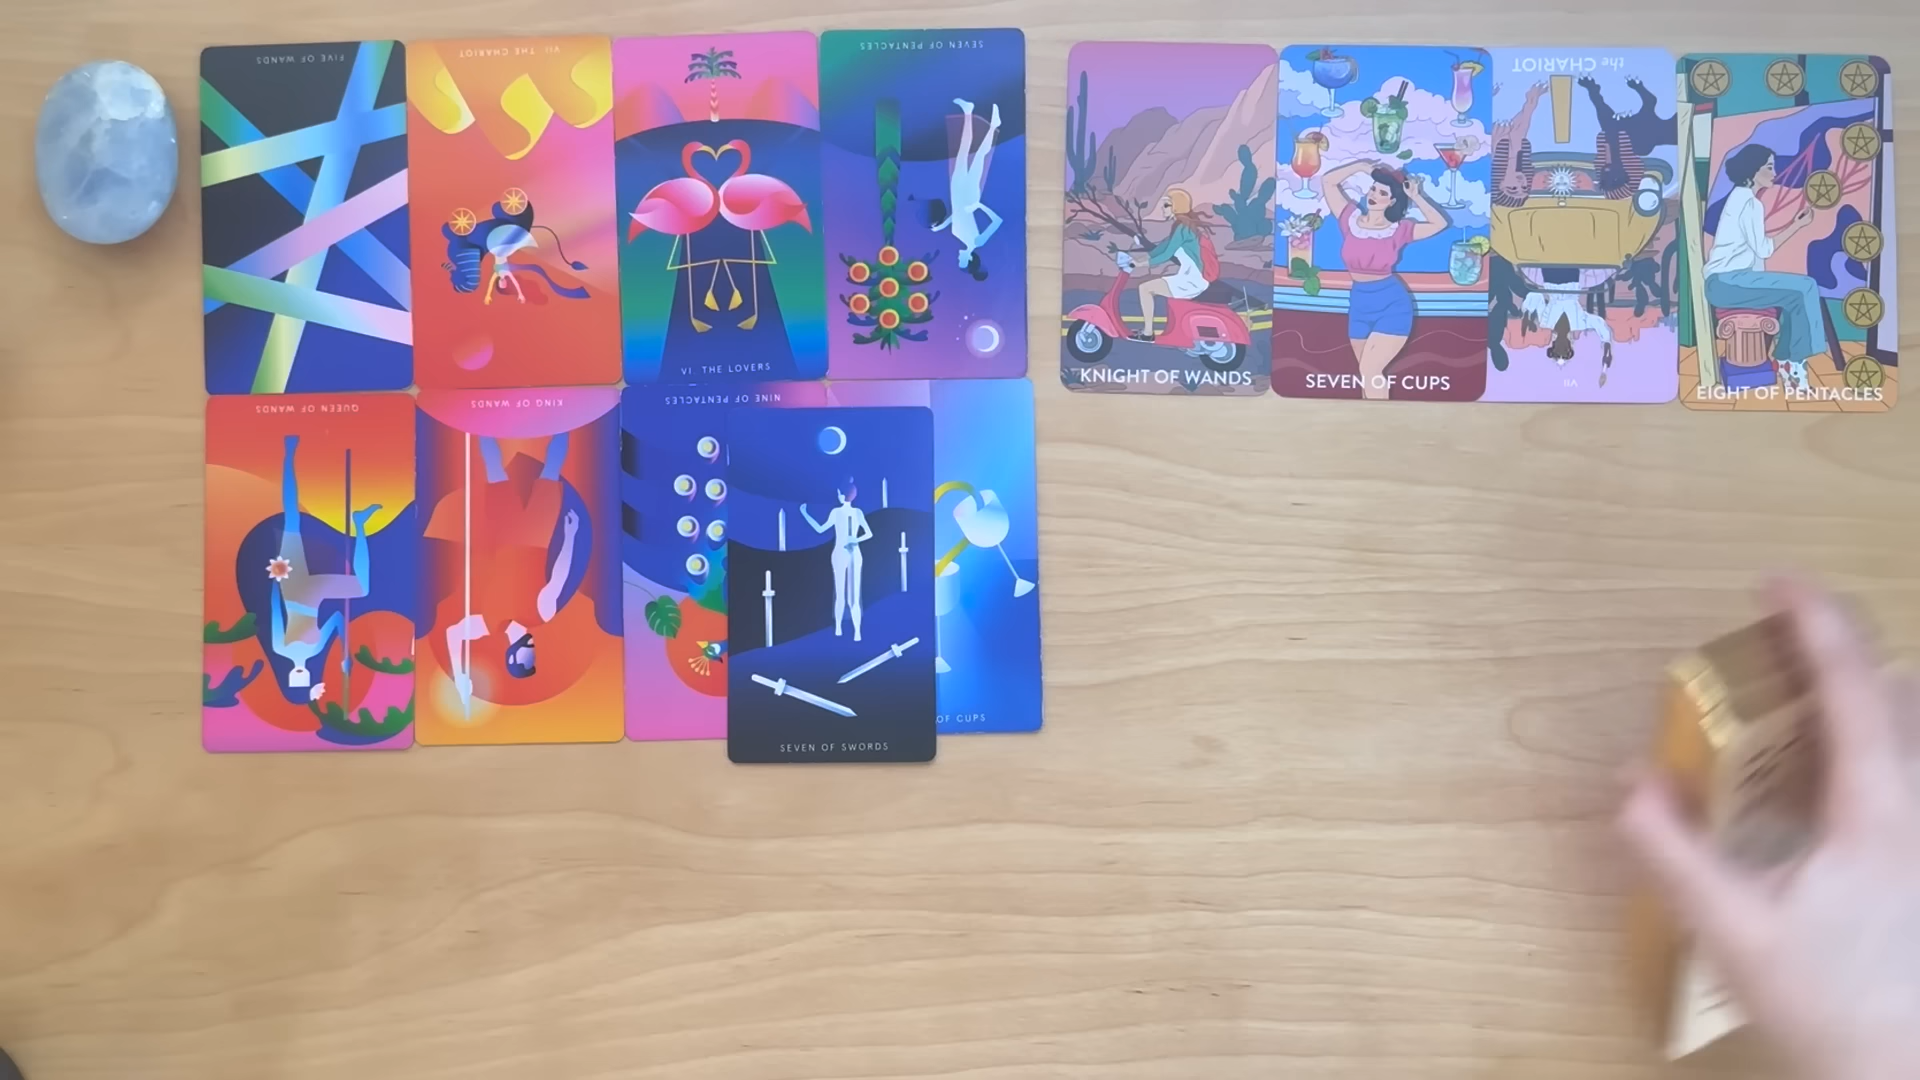 FIVE OF WANDS
VII. THE CHARIOT
VI. THE LOVERS
SEVEN OF PENTACLES
KNIGHT OF WANDS
SEVEN OF CUPS
the CHARIOT
VII
EIGHT OF PENTACLES
QUEEN OF WANDS
KING OF WANDS
NINE OF PENTACLES
SEVEN OF SWORDS
OF CUPS